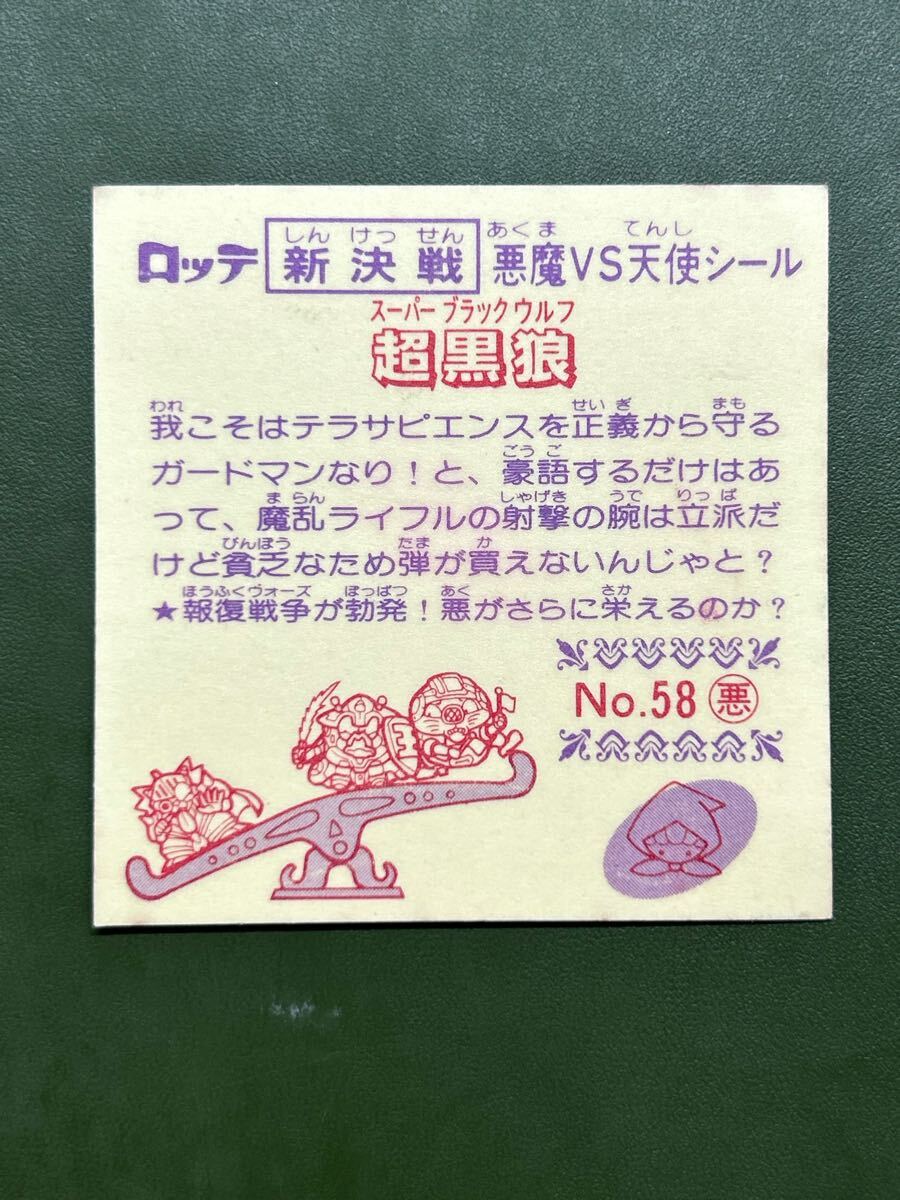 しん けっ せん あくま てんし
ロッテ 新決戦 悪魔VS天使シール
スーパー ブラック ウルフ
超黒狼
われ せいぎ まも
我こそはテラサピエンスを正義から守る
ごうご
ガードマンなり!と、豪語するだけはあ
まらん しゃげき うで りっぱ
って、魔乱ライフルの射撃の腕は立派だ
びんぼう たま か
けど貧乏なため弾が買えないんじゃと?
ほうふくヴォーズ ぼっぱつ あく さか
★報復戦争が勃発!悪がさらに栄えるのか?
No.58 悪